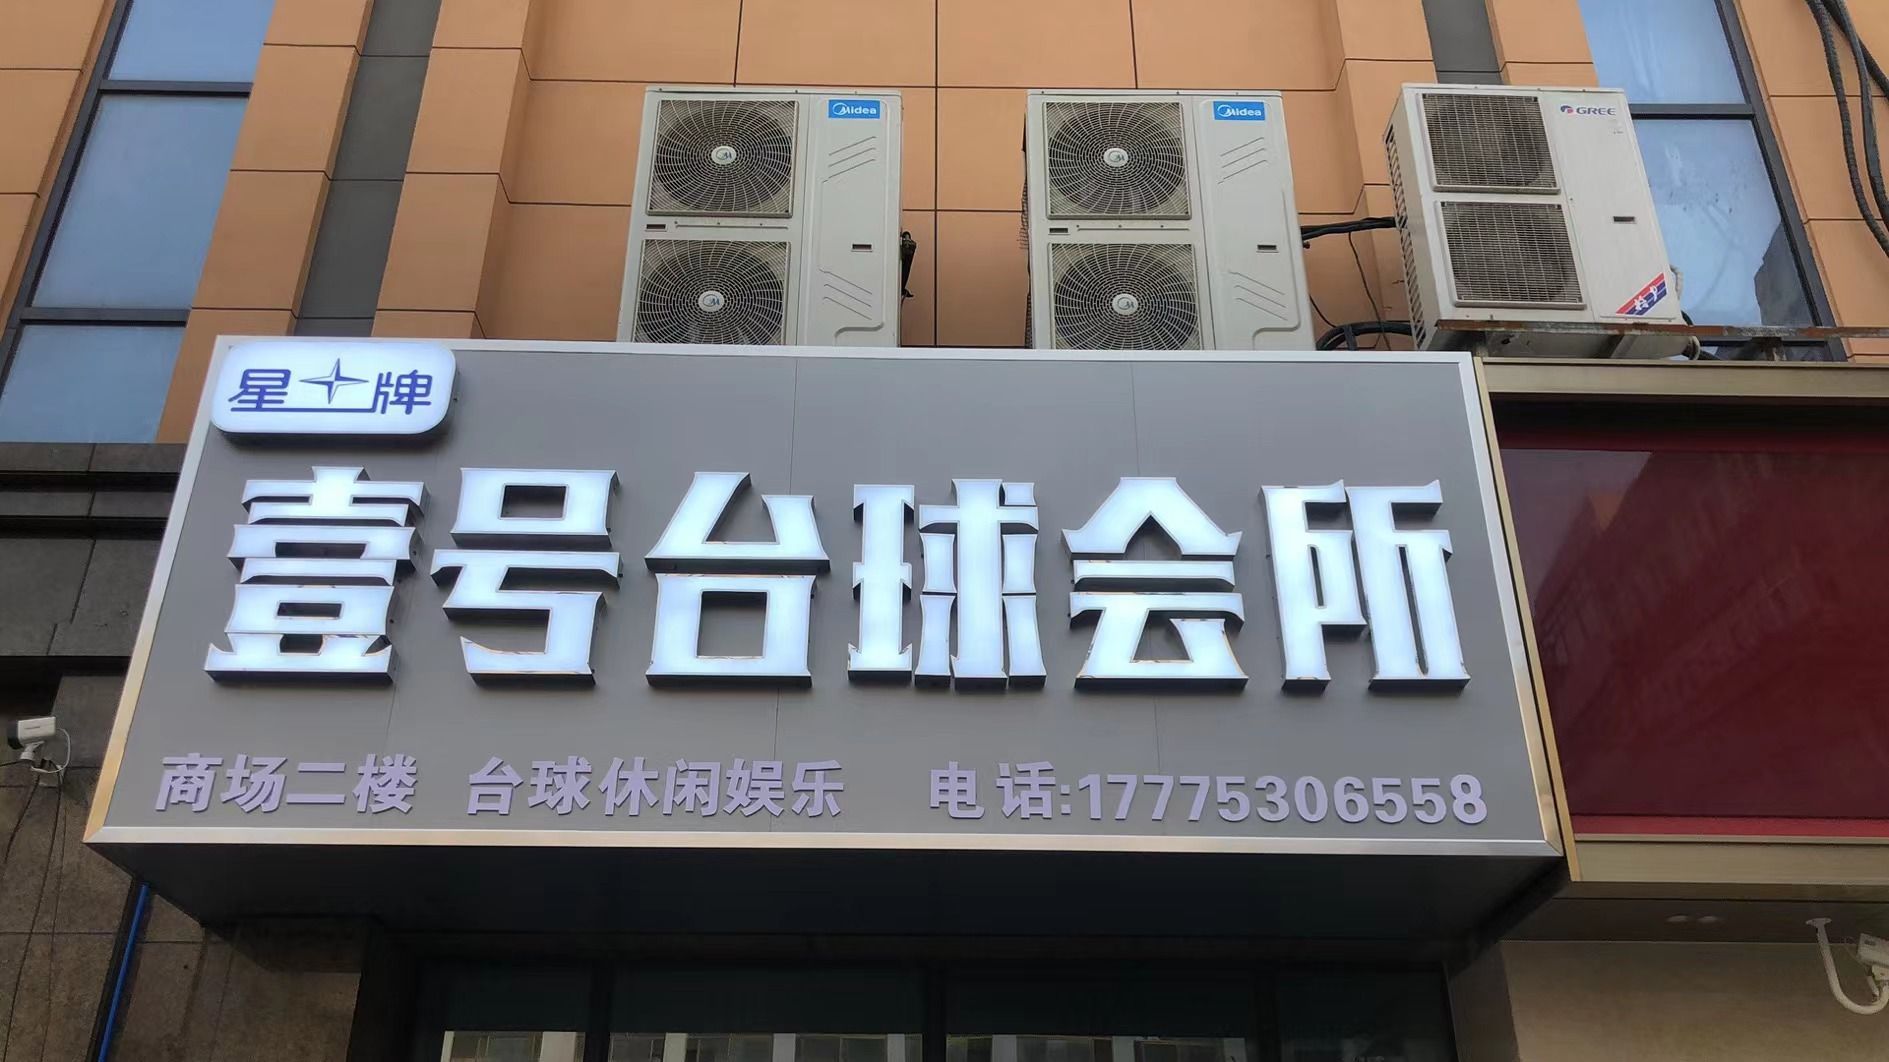 Midea
Midea
GREE
星牌
壹号台球会所
商场二楼 台球休闲娱乐 电话:17775306558